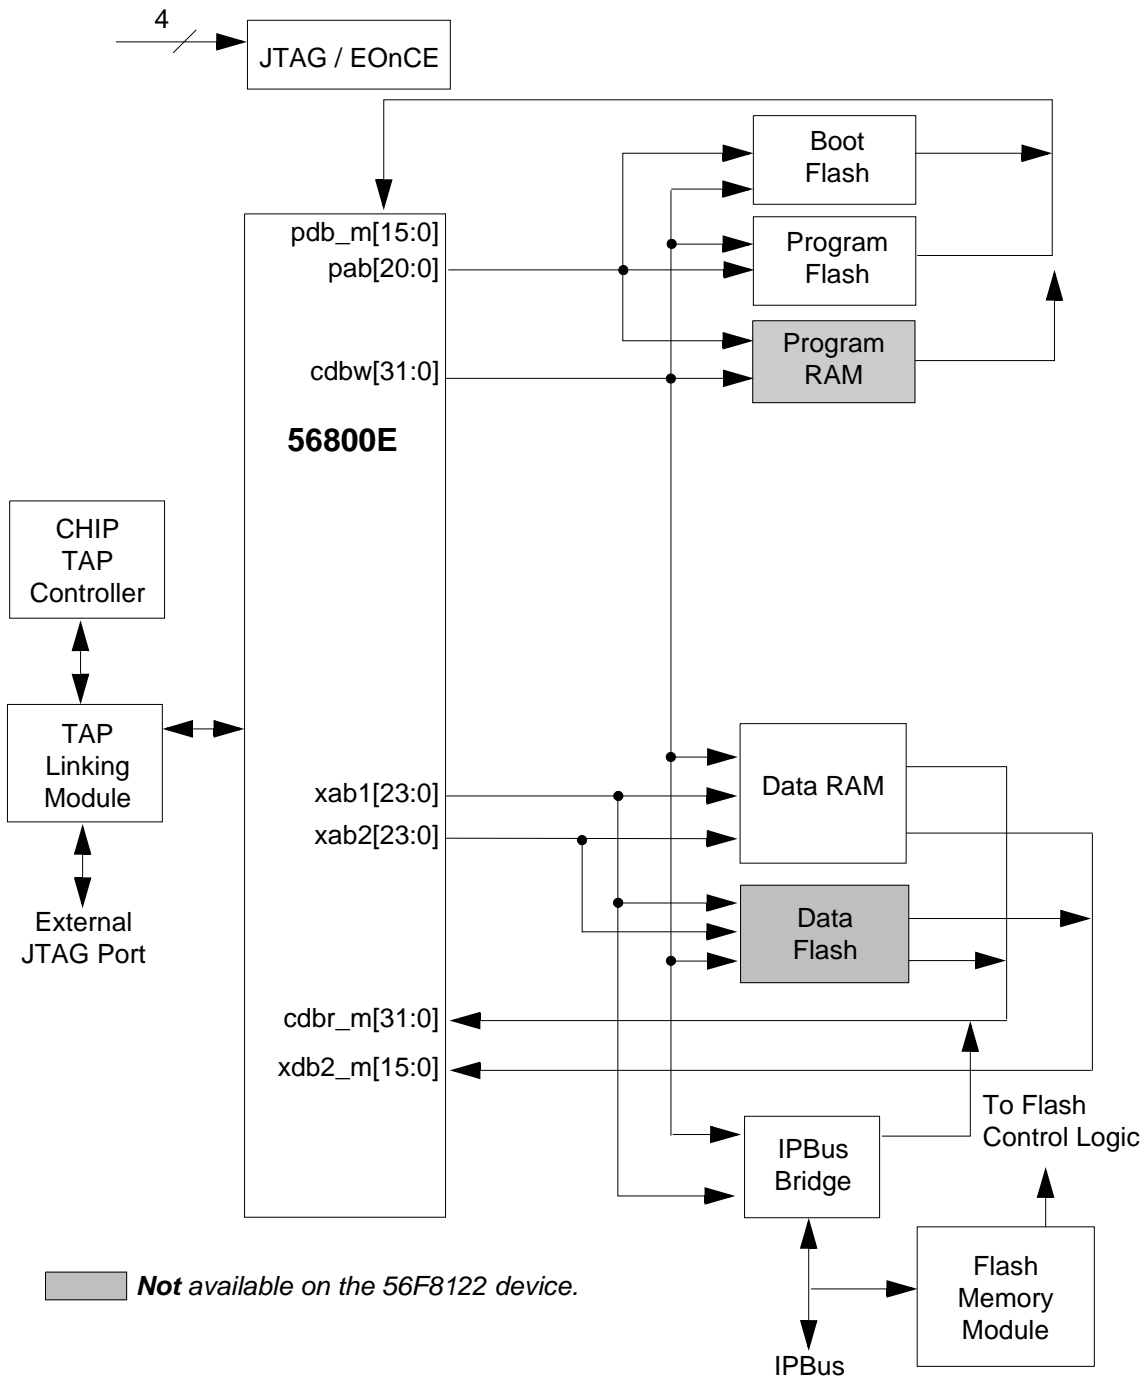 4
JTAG / EOnCE
Boot
Flash
pdb_m[15:0]
pab[20:0]
Program
Flash
cdbw[31:0]
Program
RAM
56800E
CHIP
TAP
Controller
TAP
Linking
Module
External
JTAG Port
xab1[23:0]
xab2[23:0]
Data RAM
Data
Flash
cdbr_m[31:0]
xdb2_m[15:0]
To Flash
Control Logic
IPBus
Bridge
Flash
Memory
Module
IPBus
Not available on the 56F8122 device.